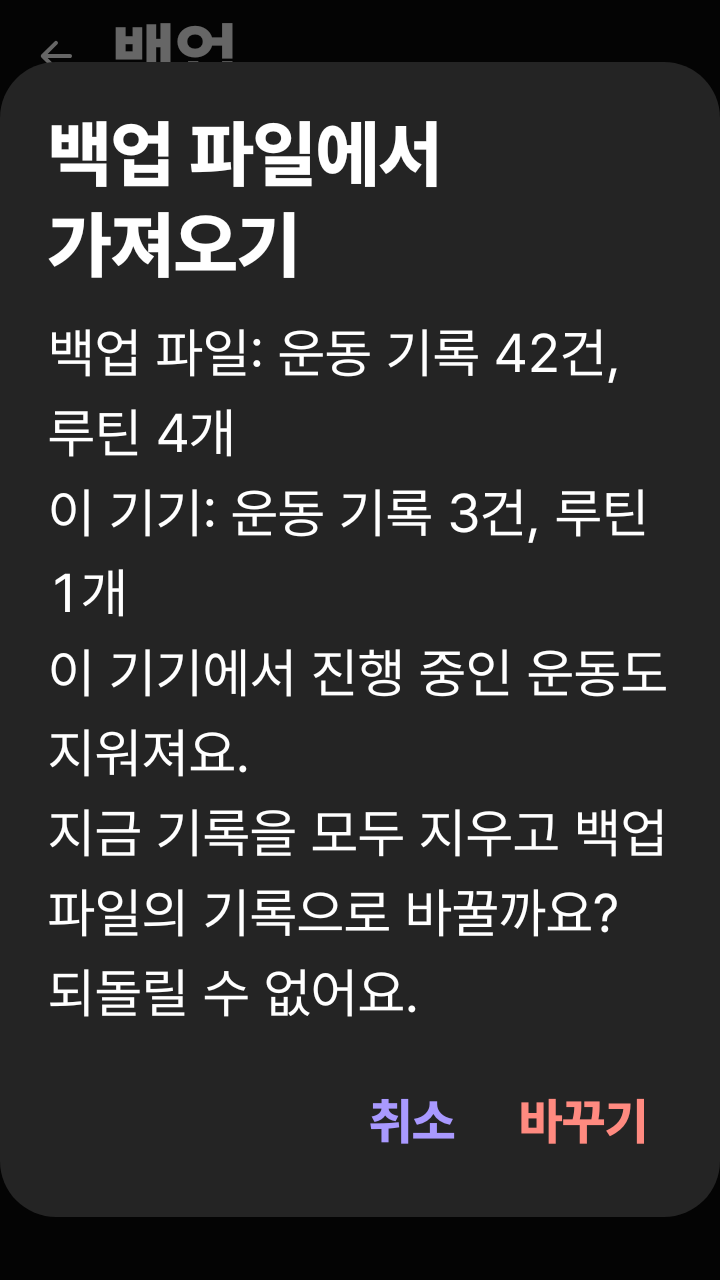 백업
백업 파일에서
가져오기
백업 파일: 운동 기록 42건,
루틴 4개
이 기기: 운동 기록 3건, 루틴
1개
이 기기에서 진행 중인 운동도
지워져요.
지금 기록을 모두 지우고 백업
파일의 기록으로 바꿀까요?
되돌릴 수 없어요.
취소 바꾸기